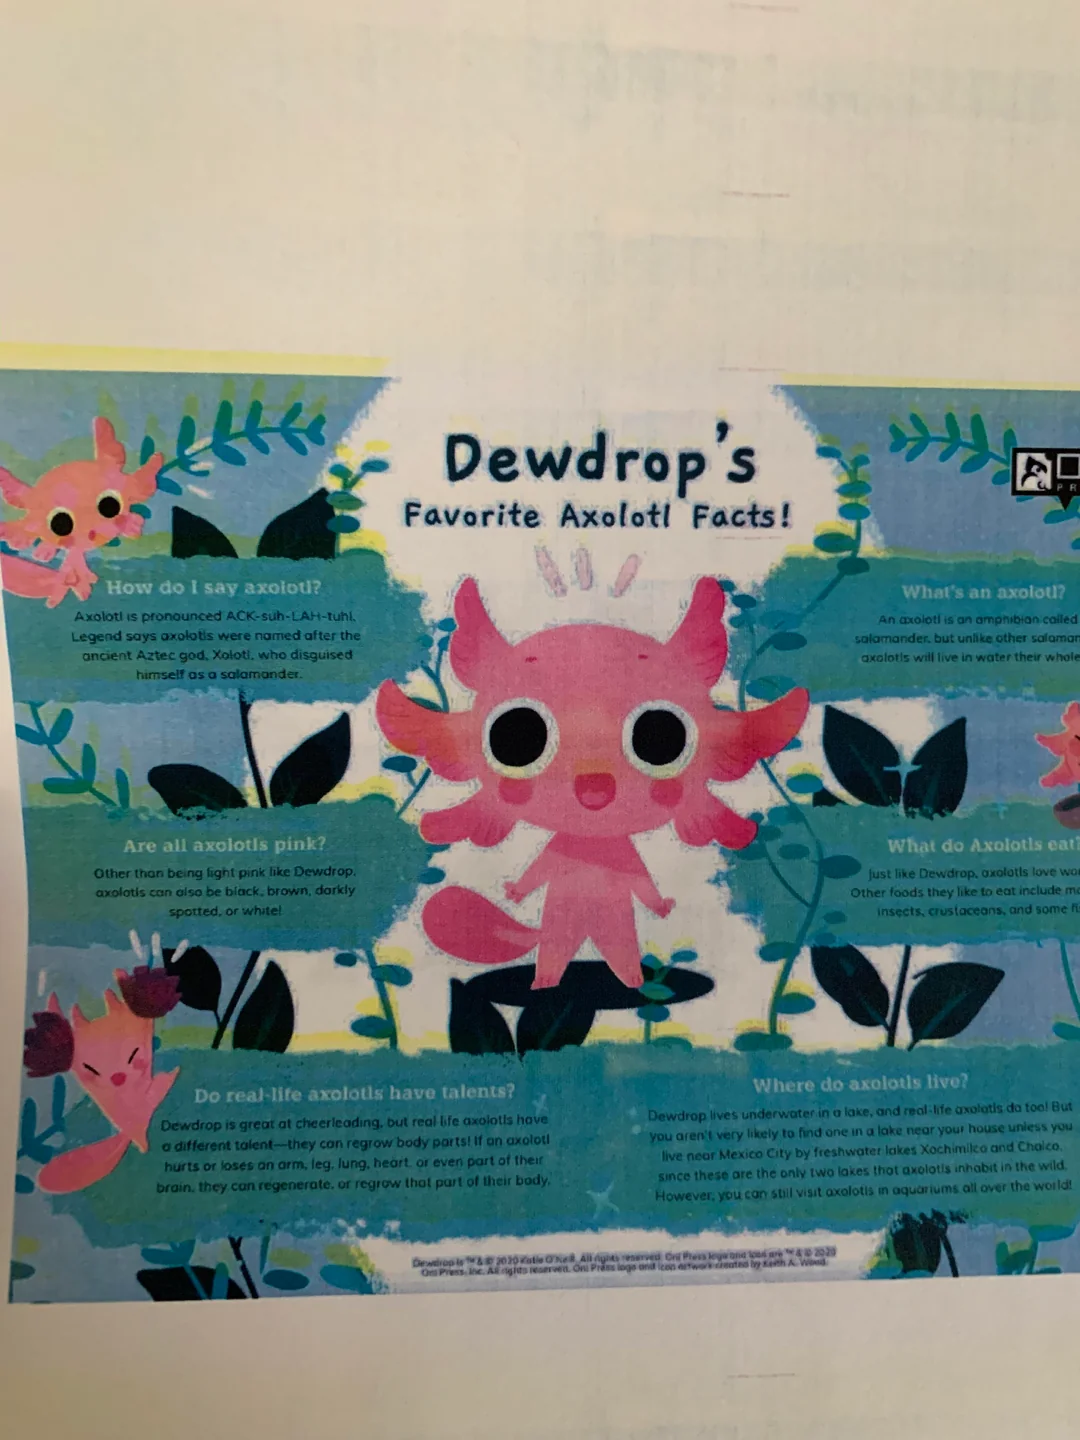 Dewdrop's
Favorite Axolotl Facts!
How do I say axolotl?
Axolotl is pronounced ACK-suh-LAH-tuhl.
Legend says axolotls were named after the
ancient Aztec god, Xolotl, who disguised
himself as a salamander.
What's an axolotl?
An axolotl is an amphibian called
salamander, but unlike other
axolotls will live in water their whole
Are all axolotls pink?
Other than being light pink like Dewdrop,
axolotls can also be black, brown, darkly
spotted, or white!
What do Axolotls eat?
Just like Dewdrop, axolotls love
Other foods they like to eat include
insects, crustaceans, and some
Do real-life axolotls have talents?
Dewdrop is great at cheerleading, but real life axolotls have
a different talent—they can regrow body parts! If an axolotl
hurts or loses an arm, leg, lung, heart, or even part of their
brain, they can regenerate, or regrow that part of their body.
Where do axolotls live?
Dewdrop lives underwater in a lake, and real-life axolotls do too! But
you aren't very likely to find one in a lake near your house unless you
live near Mexico City by freshwater lakes Xochimilco and Chalco,
since these are the only two lakes that axolotls inhabit in the wild.
However, you can still visit axolotls in aquariums all over the world!
Dewdrop is ™ & © 2020 Katie O'Neill. All rights reserved. Oni Press logo and icon are ™ & © 2020
Oni Press, Inc. All rights reserved. Oni Press logo and icon artwork created by Keith A. Wood.